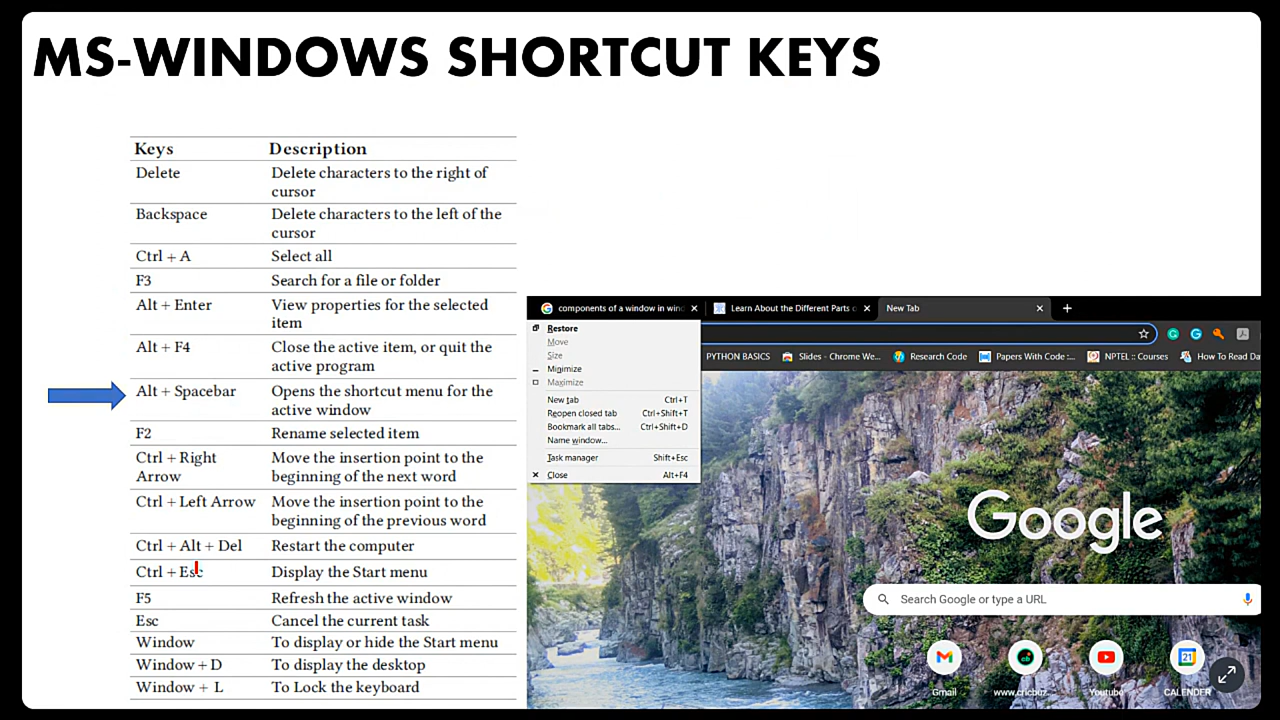 MS-WINDOWS SHORTCUT KEYS
Keys Description
Delete Delete characters to the right of
cursor
Backspace Delete characters to the left of the
cursor
Ctrl + A Select all
F3 Search for a file or folder
Alt + Enter View properties for the selected
item
Alt + F4 Close the active item, or quit the
active program
Alt + Spacebar Opens the shortcut menu for the
active window
F2 Rename selected item
Ctrl + Right Move the insertion point to the
Arrow beginning of the next word
Ctrl + Left Arrow Move the insertion point to the
beginning of the previous word
Ctrl + Alt + Del Restart the computer
Ctrl + Esc Display the Start menu
F5 Refresh the active window
Esc Cancel the current task
Window To display or hide the Start menu
Window + D To display the desktop
Window + L To Lock the keyboard
components of a window in wind Learn About the Different Parts o New Tab
Restore
Move
Size
Minimize
Maximize
New tab Ctrl+T
Reopen closed tab Ctrl+Shift+T
Bookmark all tabs... Ctrl+Shift+D
Name window...
Task manager Shift+Esc
Close Alt+F4
PYTHON BASICS Slides - Chrome We... Research Code Papers With Code :... NPTEL :: Courses How To Read Da
Google
Search Google or type a URL
21
Gmail www.cricbuz... Youtube CALENDER